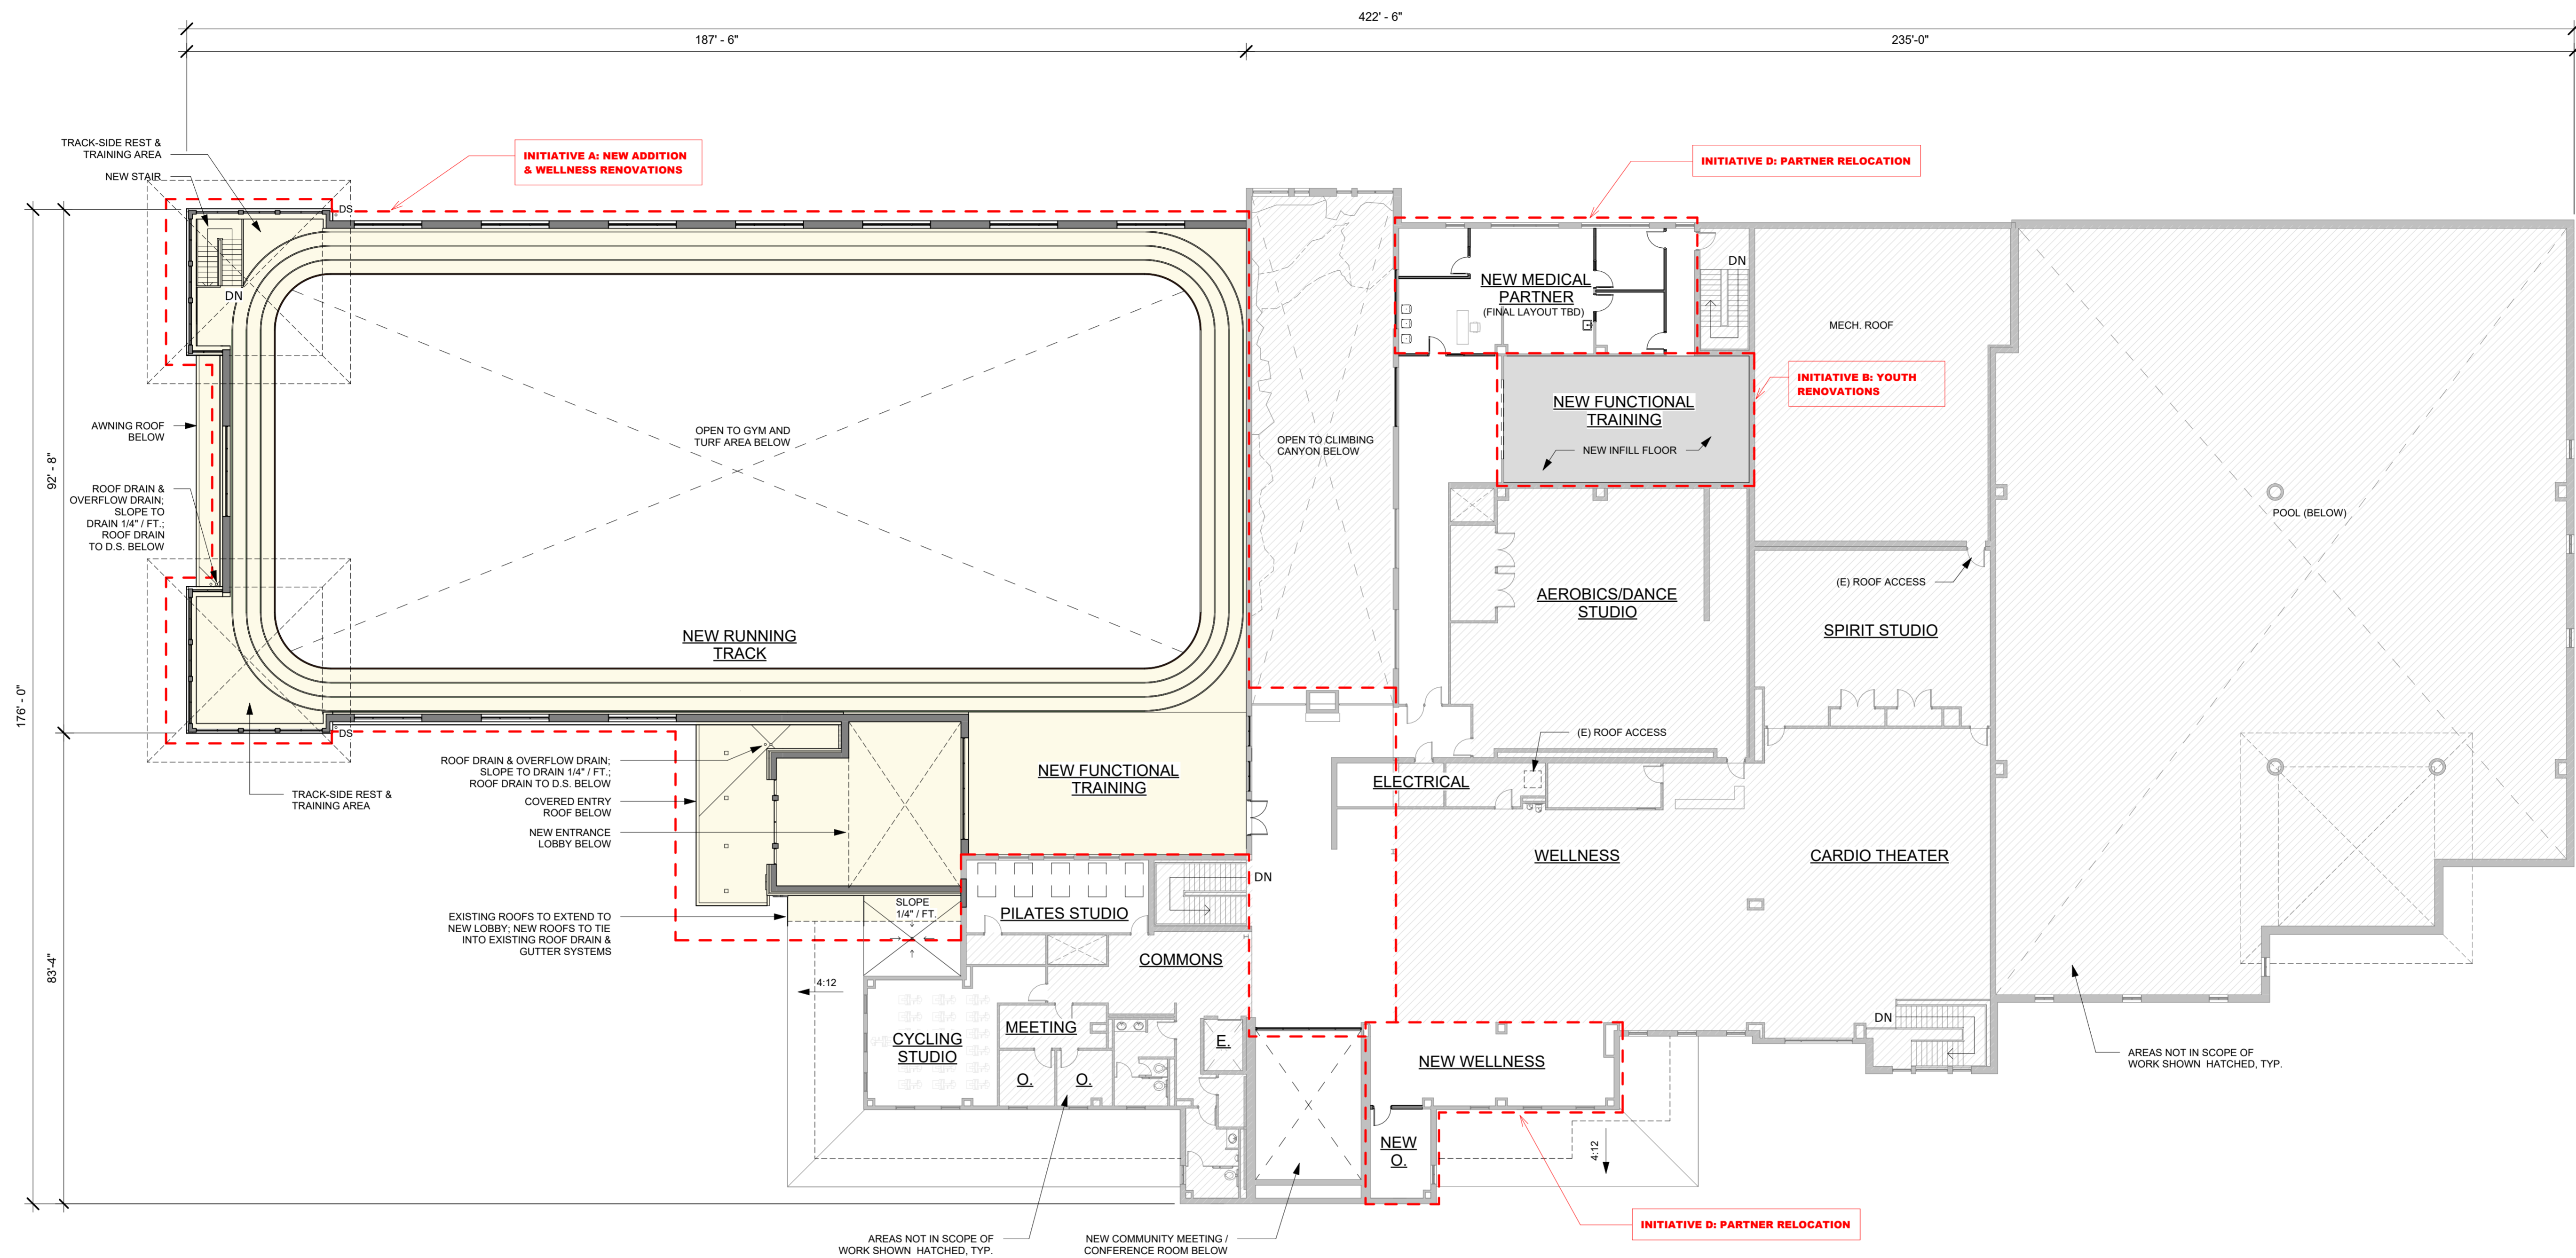 422' - 6"
187' - 6"
235'-0"
TRACK-SIDE REST &
TRAINING AREA
NEW STAIR
INITIATIVE A: NEW ADDITION
& WELLNESS RENOVATIONS
INITIATIVE D: PARTNER RELOCATION
DS
DN
NEW MEDICAL
PARTNER
(FINAL LAYOUT TBD)
DN
MECH. ROOF
INITIATIVE B: YOUTH
RENOVATIONS
NEW FUNCTIONAL
TRAINING
NEW INFILL FLOOR
AWNING ROOF
BELOW
OPEN TO GYM AND
TURF AREA BELOW
OPEN TO CLIMBING
CANYON BELOW
92' - 8"
ROOF DRAIN &
OVERFLOW DRAIN;
SLOPE TO
DRAIN 1/4" / FT.;
ROOF DRAIN
TO D.S. BELOW
POOL (BELOW)
(E) ROOF ACCESS
AEROBICS/DANCE
STUDIO
SPIRIT STUDIO
NEW RUNNING
TRACK
176' - 0"
DS
(E) ROOF ACCESS
ROOF DRAIN & OVERFLOW DRAIN;
SLOPE TO DRAIN 1/4" / FT.;
ROOF DRAIN TO D.S. BELOW
NEW FUNCTIONAL
TRAINING
ELECTRICAL
TRACK-SIDE REST &
TRAINING AREA
COVERED ENTRY
ROOF BELOW
NEW ENTRANCE
LOBBY BELOW
WELLNESS
CARDIO THEATER
DN
SLOPE
1/4" / FT.
PILATES STUDIO
EXISTING ROOFS TO EXTEND TO
NEW LOBBY; NEW ROOFS TO TIE
INTO EXISTING ROOF DRAIN &
GUTTER SYSTEMS
COMMONS
83'-4"
4:12
DN
MEETING
CYCLING
STUDIO
E.
O.
O.
NEW WELLNESS
AREAS NOT IN SCOPE OF
WORK SHOWN HATCHED, TYP.
NEW
O.
4:12
INITIATIVE D: PARTNER RELOCATION
AREAS NOT IN SCOPE OF
WORK SHOWN HATCHED, TYP.
NEW COMMUNITY MEETING /
CONFERENCE ROOM BELOW